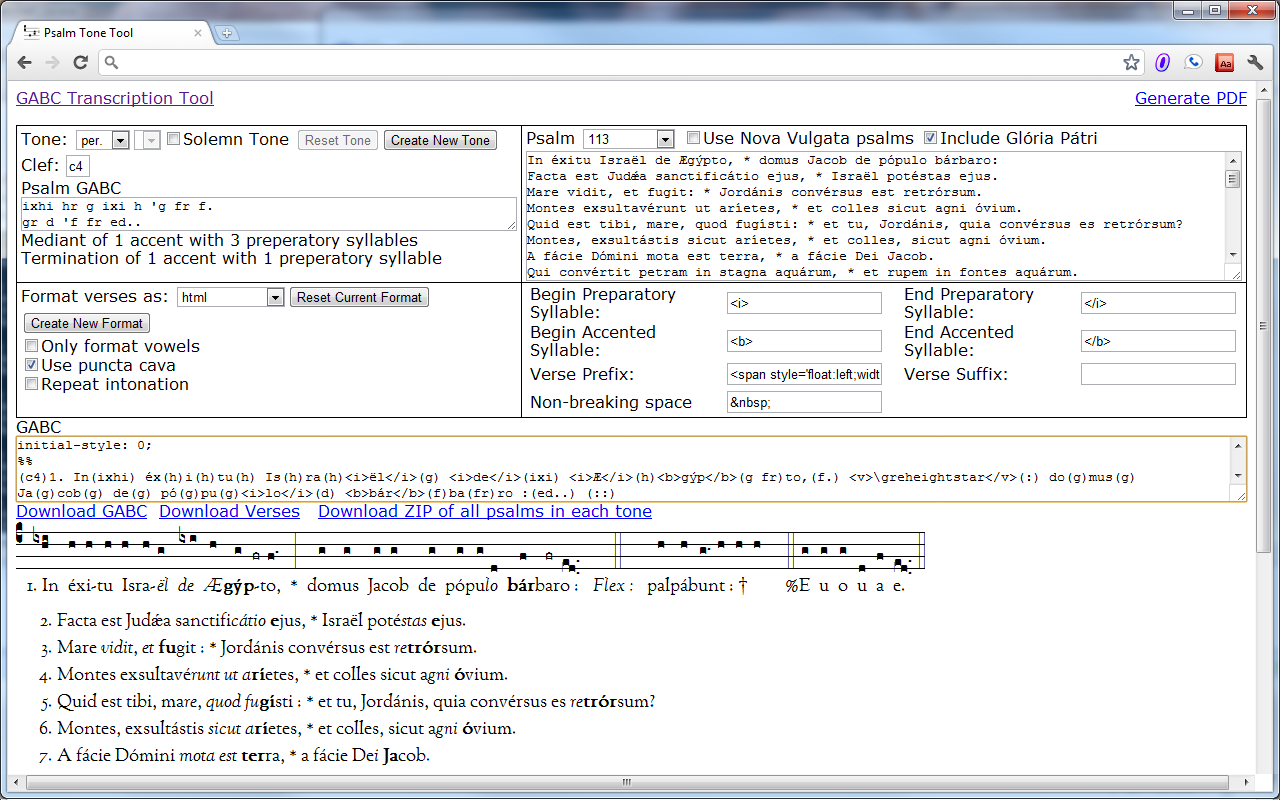 Psalm Tone Tool
GABC Transcription Tool
Generate PDF
Tone: per. Solemn Tone Reset Tone Create New Tone
Clef: c4
Psalm GABC
ixhi hr g ixi h 'g fr f.
gr d 'f fr ed..
Mediant of 1 accent with 3 preperatory syllables
Termination of 1 accent with 1 preperatory syllable
Psalm 113 Use Nova Vulgata psalms Include Glória Pátri
In éxitu Israël de Ægýpto, * domus Jacob de pópulo bárbaro:
Facta est Judǽa sanctificátio ejus, * Israël potéstas ejus.
Mare vidit, et fugit: * Jordánis convérsus est retrórsum.
Montes exsultavérunt ut aríetes, * et colles sicut agni óvium.
Quid est tibi, mare, quod fugísti: * et tu, Jordánis, quia convérsus es retrórsum?
Montes, exsultástis sicut aríetes, * et colles, sicut agni óvium.
A fácie Dómini mota est terra, * a fácie Dei Jacob.
Qui convértit petram in stagna aquárum, * et rupem in fontes aquárum.
Format verses as: html Reset Current Format
Create New Format
Only format vowels
Use puncta cava
Repeat intonation
Begin Preparatory Syllable: <i> End Preparatory Syllable: </i>
Begin Accented Syllable: <b> End Accented Syllable: </b>
Verse Prefix: <span style='float:left;widt Verse Suffix:
Non-breaking space &nbsp;
GABC
initial-style: 0;
%%
(c4)1. In(ixhi) éx(h)i(h)tu(h) Is(h)ra(h)<i>ël</i>(g) <i>de</i>(ixi) <i>Æ</i>(h)<b>gýp</b>(g fr)to,(f.) <v>\greheightstar</v>(:) do(g)mus(g)
Ja(g)cob(g) de(g) pó(g)pu(g)<i>lo</i>(d) <b>bár</b>(f)ba(fr)ro :(ed..) (::)
Download GABC Download Verses Download ZIP of all psalms in each tone
1. In éxi-tu Isra-ël de Æ-gýp-to, * domus Jacob de pópulo bárbaro : Flex : palpábunt : † %E u o u a e.
2. Facta est Judǽa sanctificátio ejus, * Israël potéstas ejus.
3. Mare vidit, et fugit : * Jordánis convérsus est retrórsum.
4. Montes exsultavérunt ut aríetes, * et colles sicut agni óvium.
5. Quid est tibi, mare, quod fugísti : * et tu, Jordánis, quia convérsus es retrórsum?
6. Montes, exsultástis sicut aríetes, * et colles, sicut agni óvium.
7. A fácie Dómini mota est terra, * a fácie Dei Jacob.